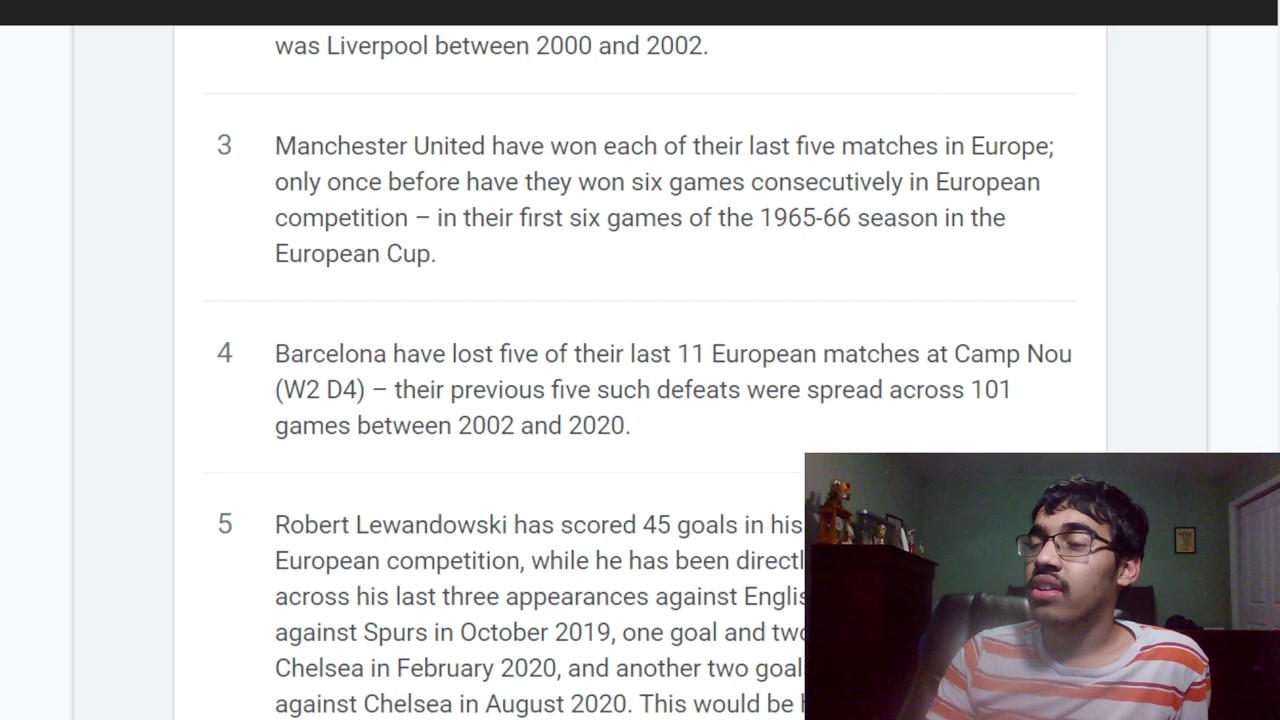 was Liverpool between 2000 and 2002.
3
Manchester United have won each of their last five matches in Europe;
only once before have they won six games consecutively in European
competition – in their first six games of the 1965-66 season in the
European Cup.
4
Barcelona have lost five of their last 11 European matches at Camp Nou
(W2 D4) – their previous five such defeats were spread across 101
games between 2002 and 2020.
5
Robert Lewandowski has scored 45 goals in his
European competition, while he has been
across his last three appearances against
against Spurs in October 2019, one goal and
Chelsea in February 2020, and another two
against Chelsea in August 2020. This would be